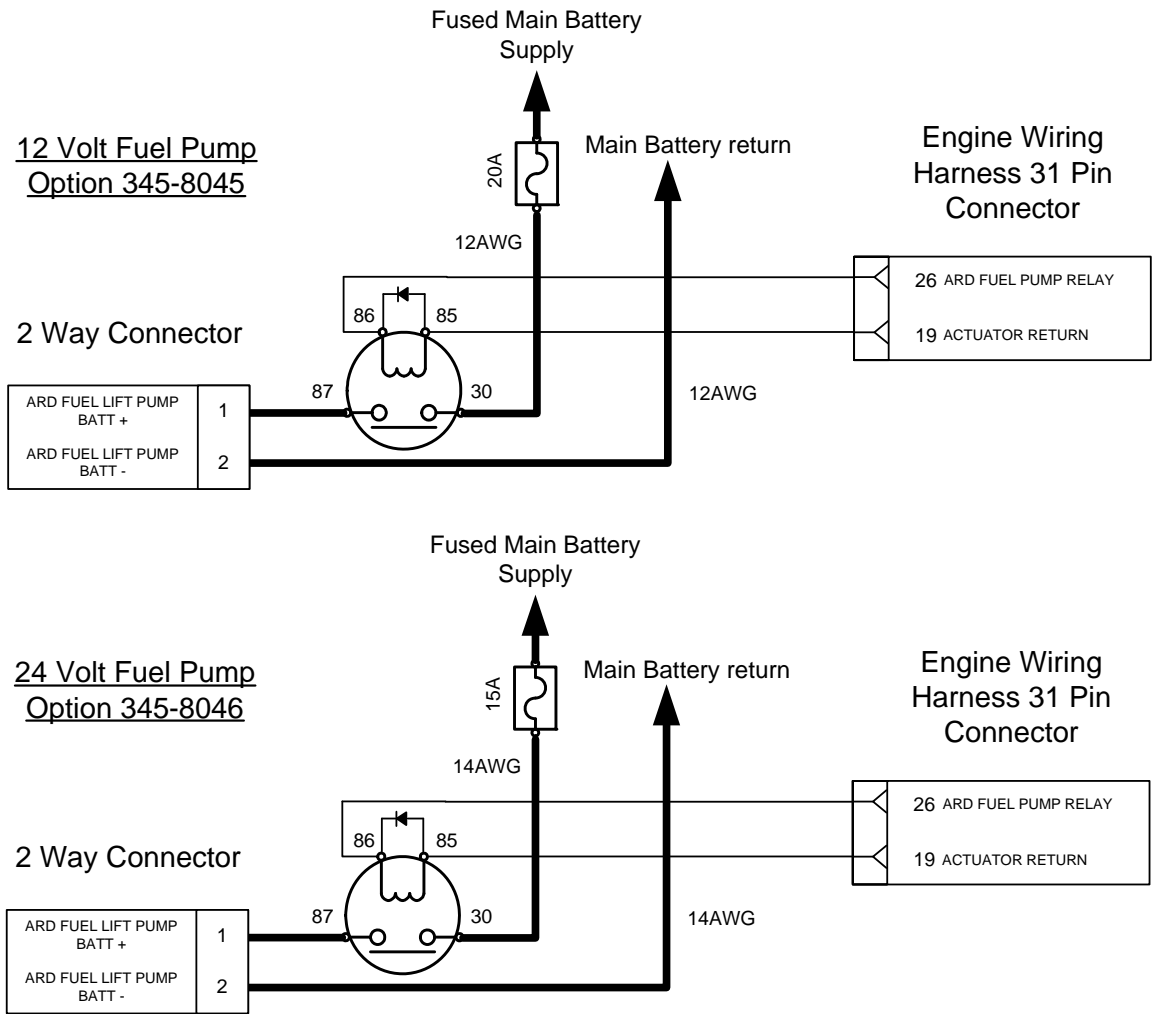 Fused Main Battery
Supply
12 Volt Fuel Pump
Option 345-8045
20A
Main Battery return
Engine Wiring
Harness 31 Pin
Connector
12AWG
26 ARD FUEL PUMP RELAY
19 ACTUATOR RETURN
86
85
2 Way Connector
87
30
12AWG
ARD FUEL LIFT PUMP
BATT +
1
ARD FUEL LIFT PUMP
BATT -
2
Fused Main Battery
Supply
24 Volt Fuel Pump
Option 345-8046
15A
Main Battery return
Engine Wiring
Harness 31 Pin
Connector
14AWG
26 ARD FUEL PUMP RELAY
19 ACTUATOR RETURN
86
85
2 Way Connector
87
30
14AWG
ARD FUEL LIFT PUMP
BATT +
1
ARD FUEL LIFT PUMP
BATT -
2